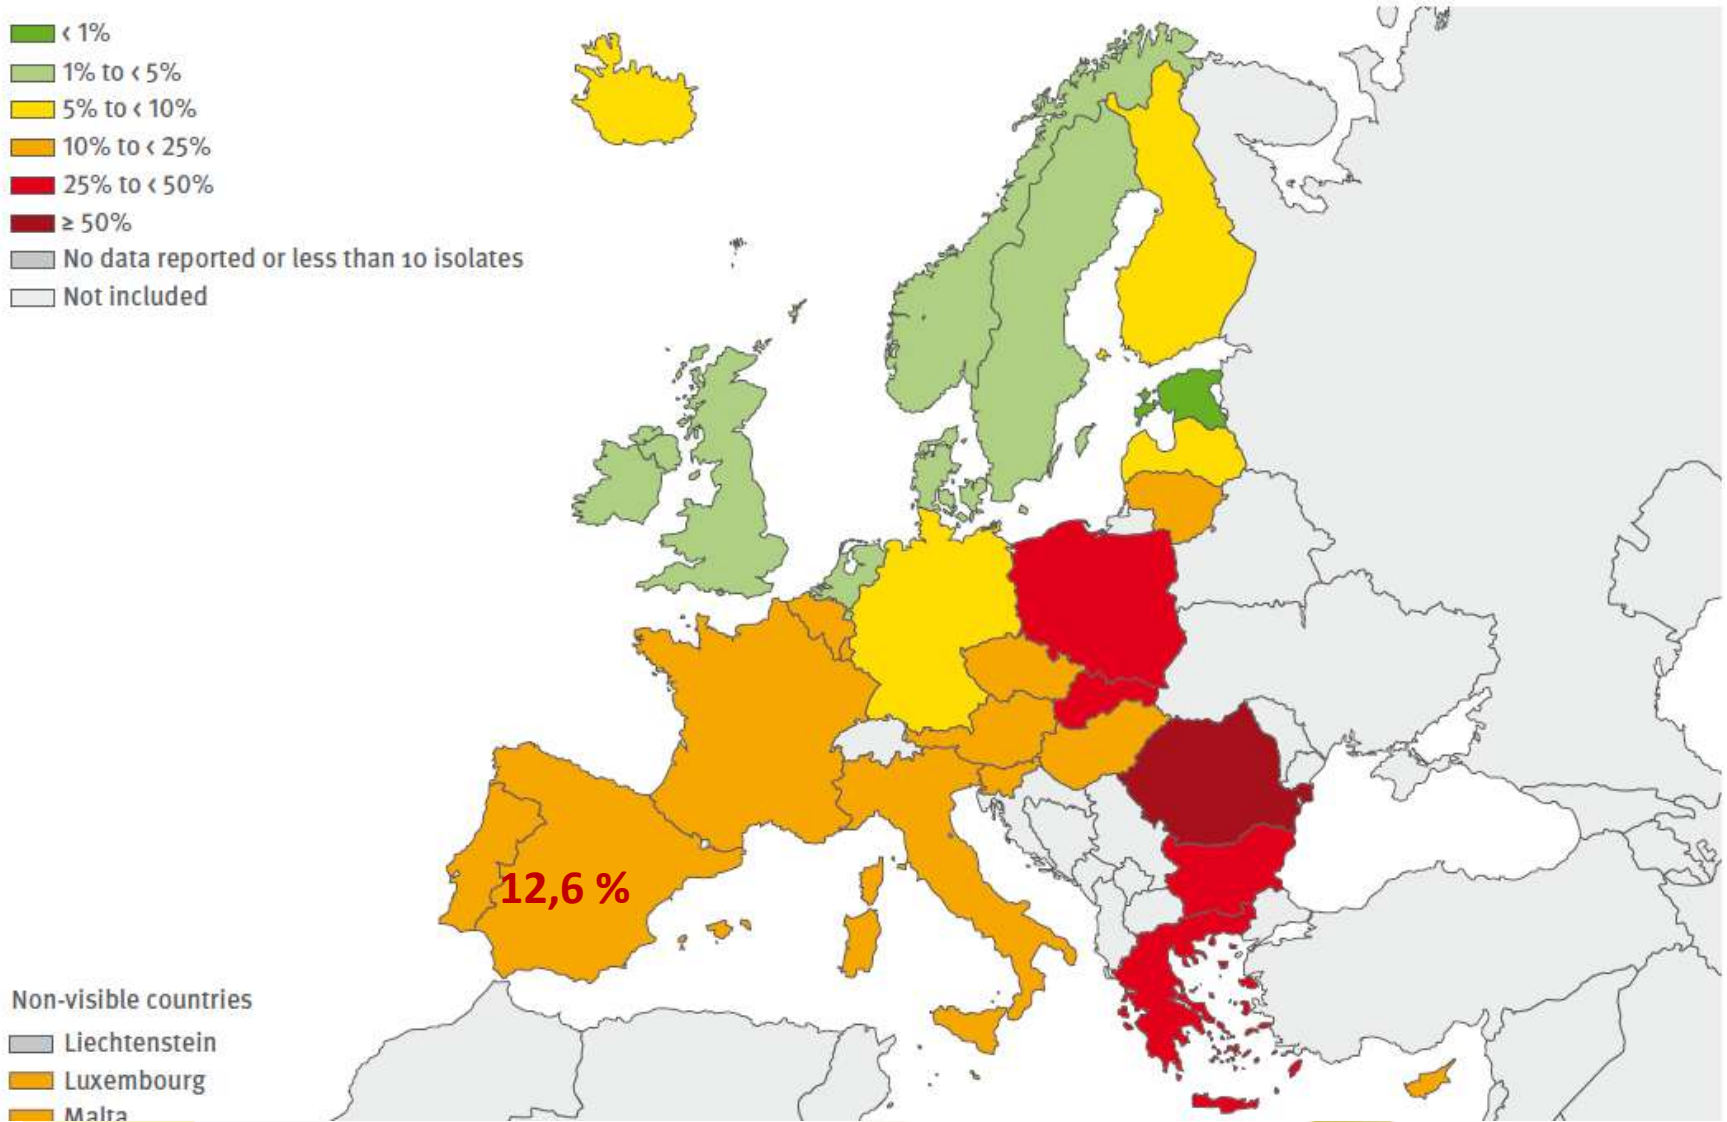 ‹ 1%
1% to ‹ 5%
5% to ‹ 10%
10% to ‹ 25%
25% to ‹ 50%
≥ 50%
No data reported or less than 10 isolates
Not included
12,6 %
Non-visible countries
Liechtenstein
Luxembourg
Malta